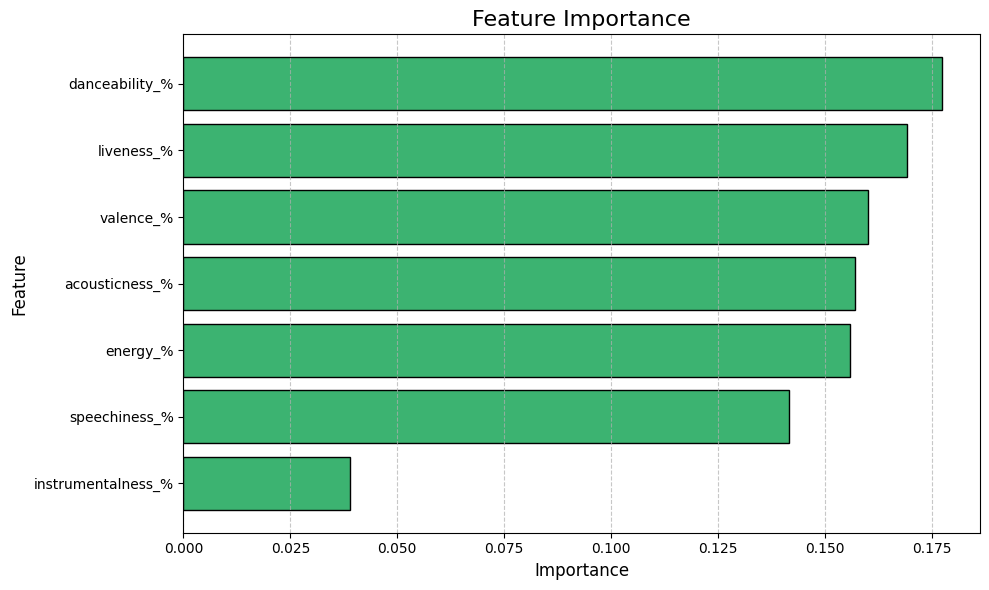 Feature Importance
danceability_%
liveness_%
valence_%
acousticness_%
energy_%
speechiness_%
instrumentalness_%
Feature
0.000 0.025 0.050 0.075 0.100 0.125 0.150 0.175
Importance